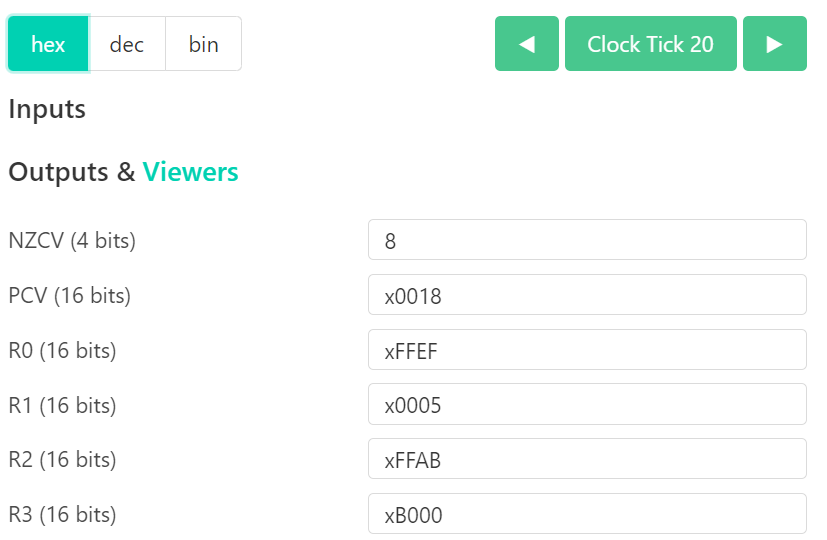 hex dec bin ◀ Clock Tick 20 ▶
Inputs
Outputs & Viewers
NZCV (4 bits) 8
PCV (16 bits) x0018
R0 (16 bits) xFFEF
R1 (16 bits) x0005
R2 (16 bits) xFFAB
R3 (16 bits) xB000